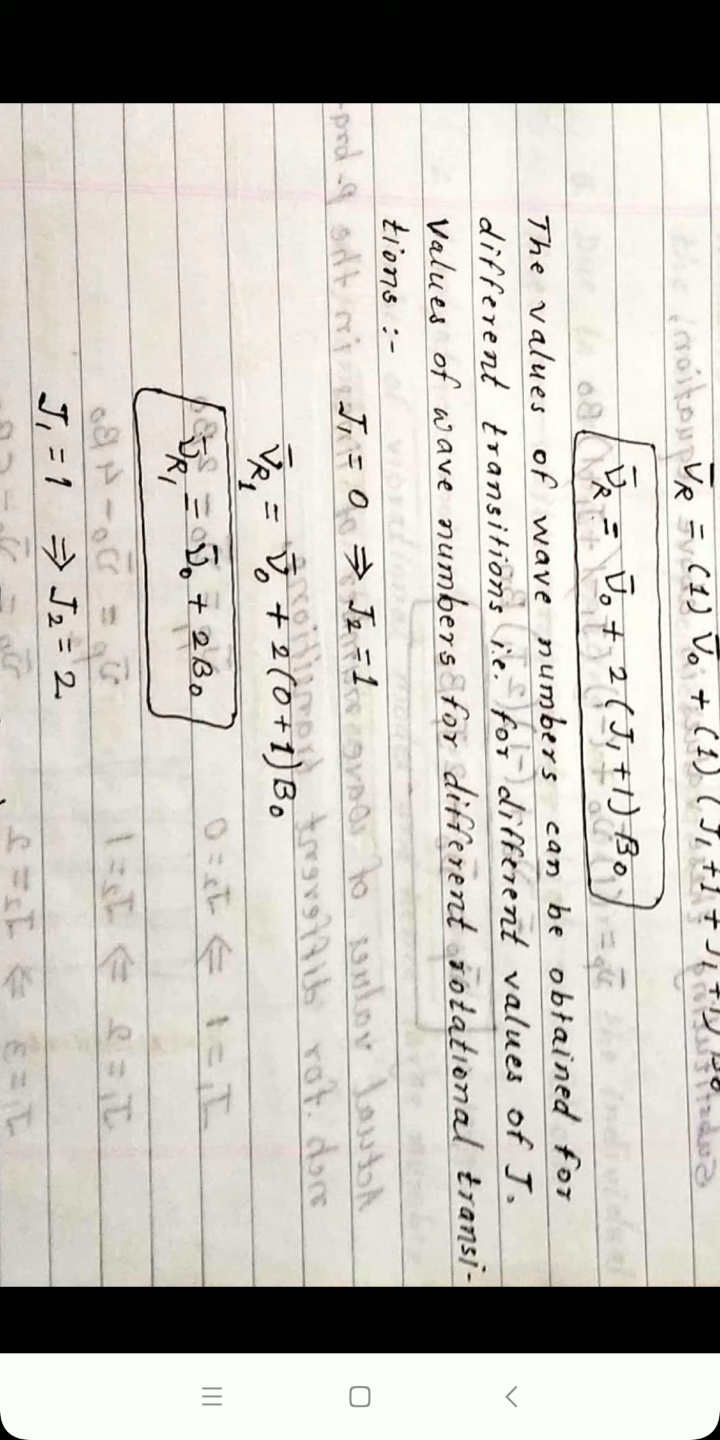 ν̄R = (1) ν̄₀ + (1) (J₁+1 + J₁+1) B₀
ν̄R = ν̄₀ + 2 (J₁+1) B₀
The values of wave numbers can be obtained for
different transitions i.e. for different values of J.
Values of wave numbers for different rotational transi-
tions :-
J₁ = 0 ⇒ J₂ = 1
ν̄R₁ = ν̄₀ + 2(0+1) B₀
ν̄R₁ = ν̄₀ + 2B₀
J₁ = 1 ⇒ J₂ = 2